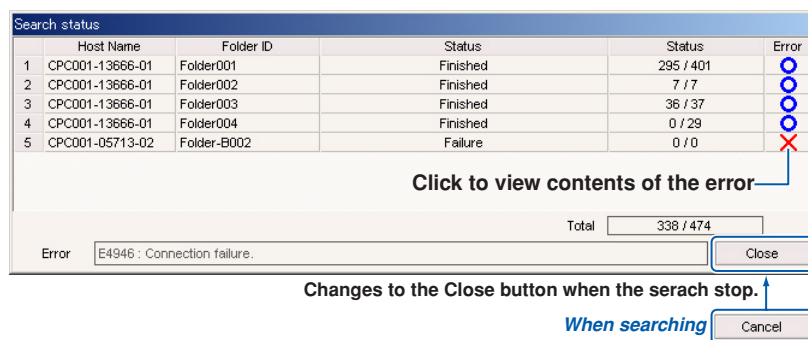 Search status
Host Name Folder ID Status Status Error
1 CPC001-13666-01 Folder001 Finished 295 / 401
2 CPC001-13666-01 Folder002 Finished 7 / 7
3 CPC001-13666-01 Folder003 Finished 36 / 37
4 CPC001-13666-01 Folder004 Finished 0 / 29
5 CPC001-05713-02 Folder-B002 Failure 0 / 0
Click to view contents of the error
Total 338 / 474
Error E4946 : Connection failure. Close
Changes to the Close button when the serach stop.
When searching Cancel